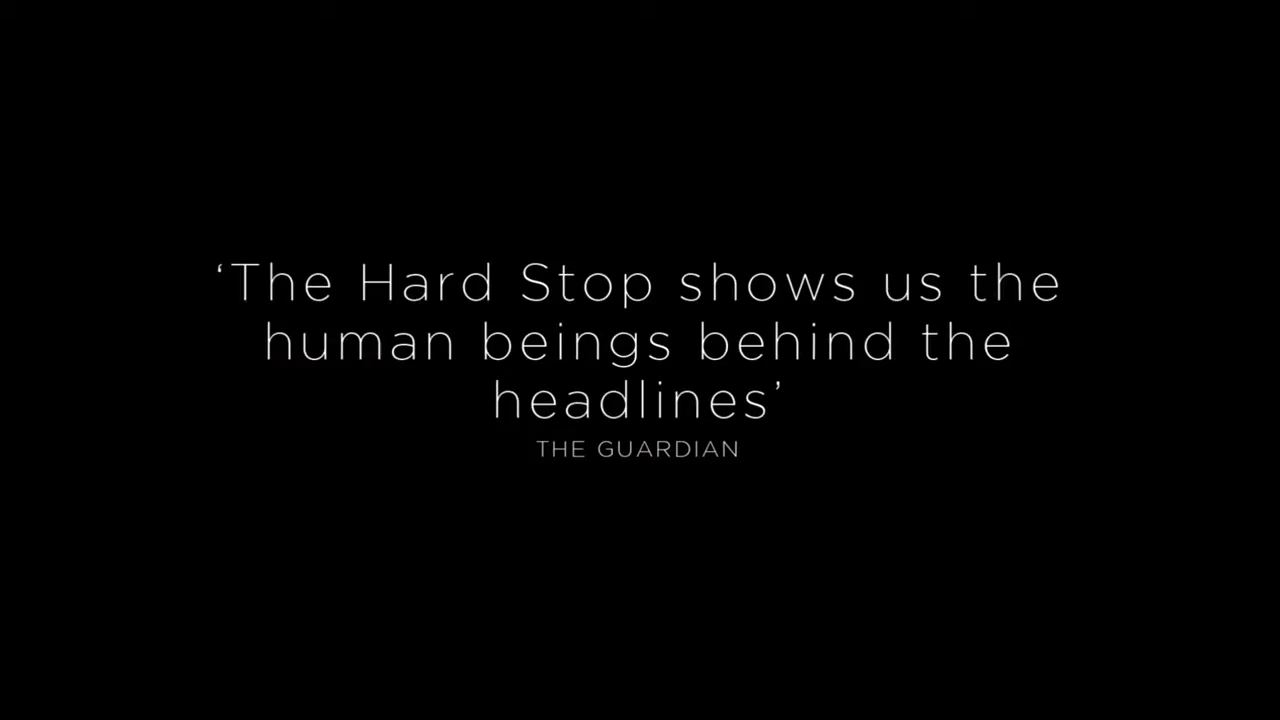 ‘The Hard Stop shows us the
human beings behind the
headlines’
THE GUARDIAN